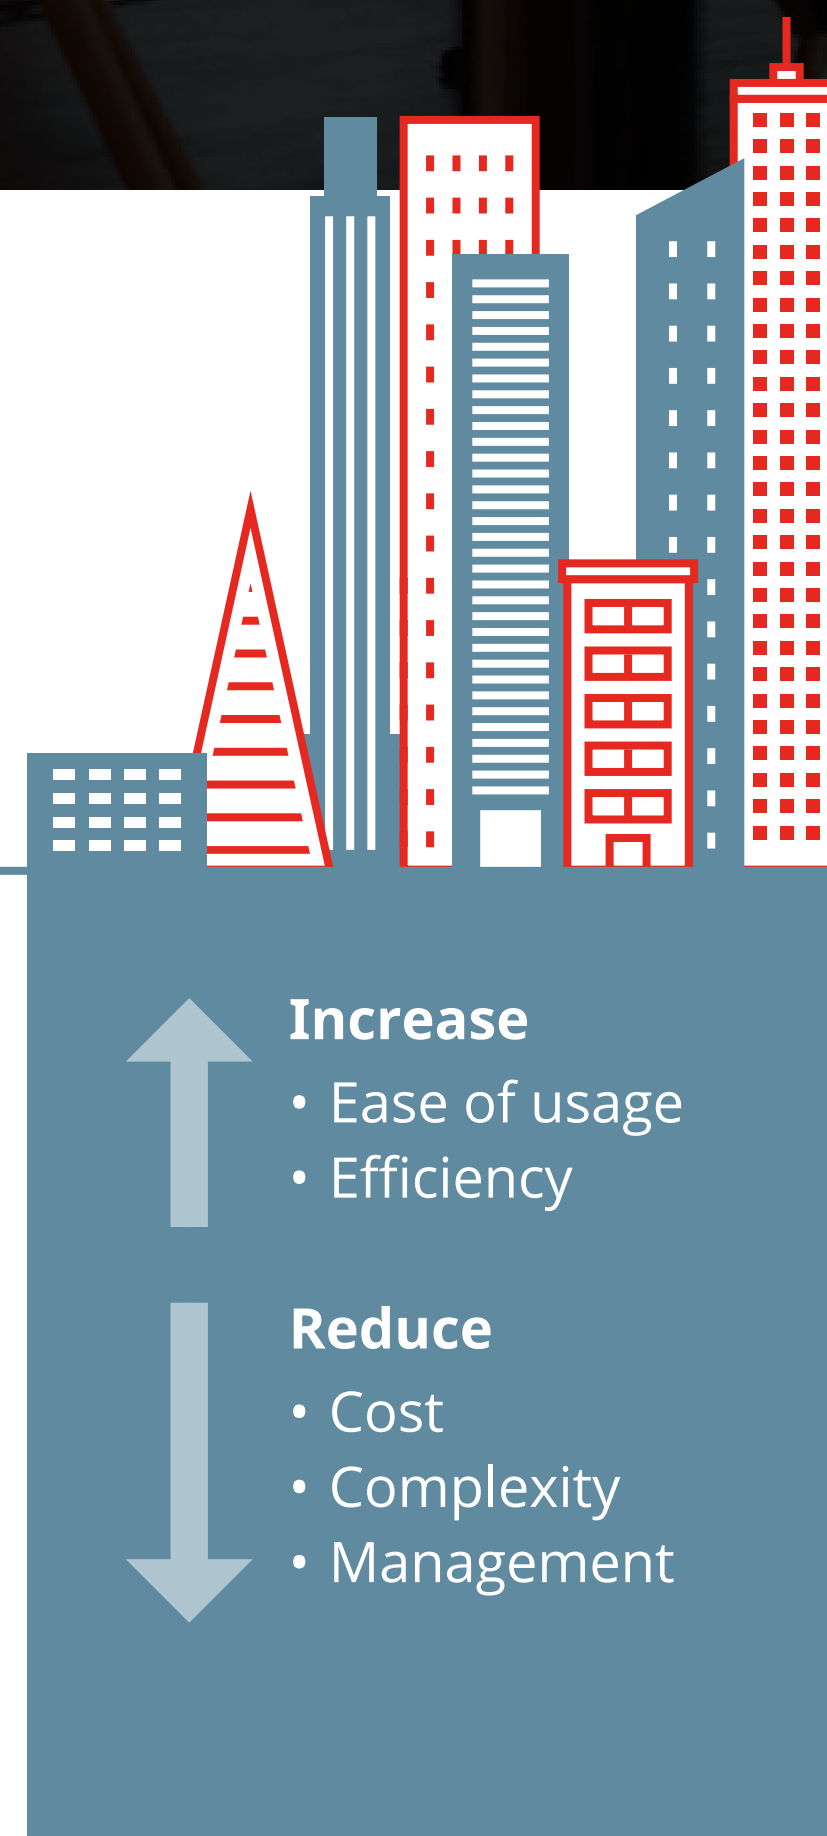 Increase
• Ease of usage
• Efficiency
Reduce
• Cost
• Complexity
• Management